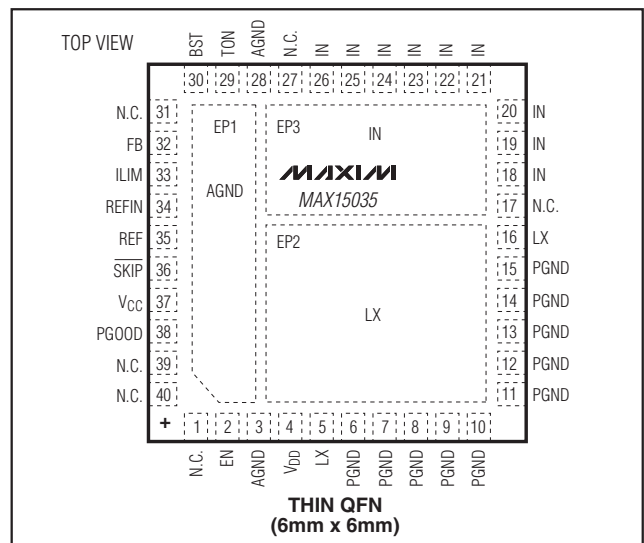 TOP VIEW
BST TON AGND N.C. IN IN IN IN IN IN
30 29 28 27 26 25 24 23 22 21
N.C. 31
FB 32
ILIM 33
REFIN 34
REF 35
SKIP 36
VCC 37
PGOOD 38
N.C. 39
N.C. 40
EP1
AGND
EP3
IN
MAXIM
MAX15035
EP2
LX
20 IN
19 IN
18 IN
17 N.C.
16 LX
15 PGND
14 PGND
13 PGND
12 PGND
11 PGND
+
1 2 3 4 5 6 7 8 9 10
N.C. EN AGND VDD LX PGND PGND PGND PGND PGND
THIN QFN
(6mm x 6mm)